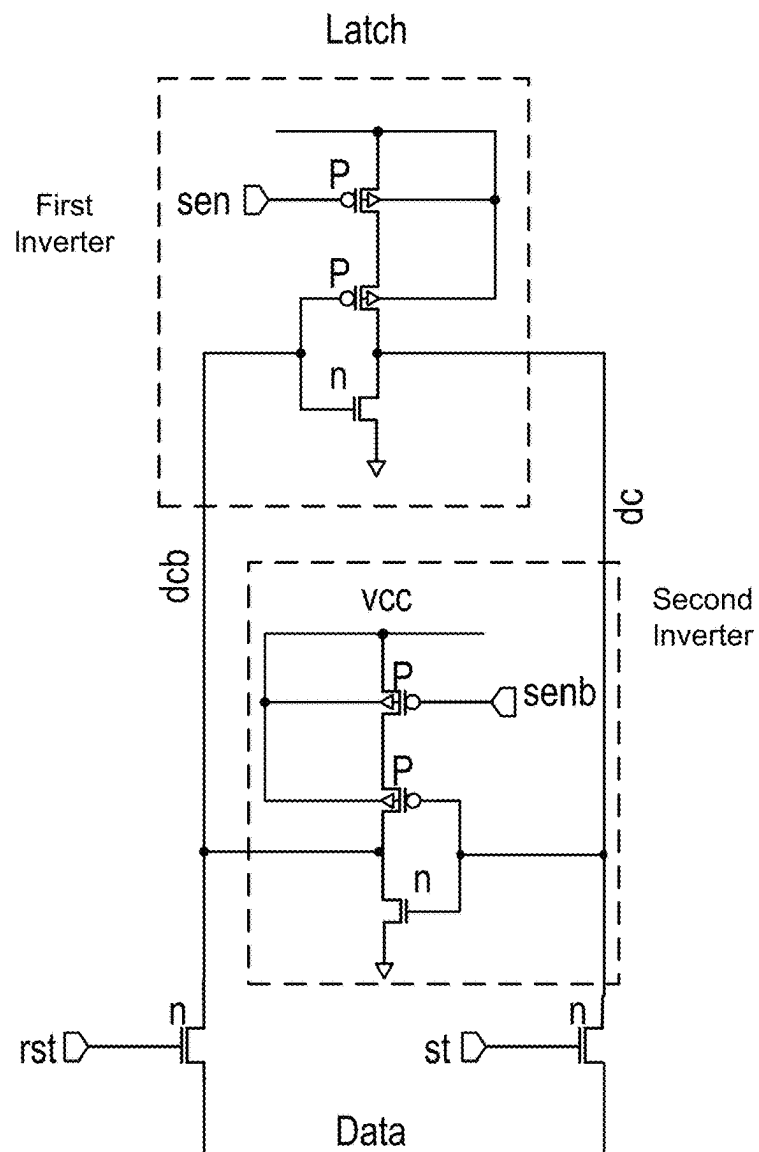 Latch
First
Inverter
P
sen
P
n
dc
dcb
vcc
Second
Inverter
P
senb
P
n
n
rst
n
st
Data